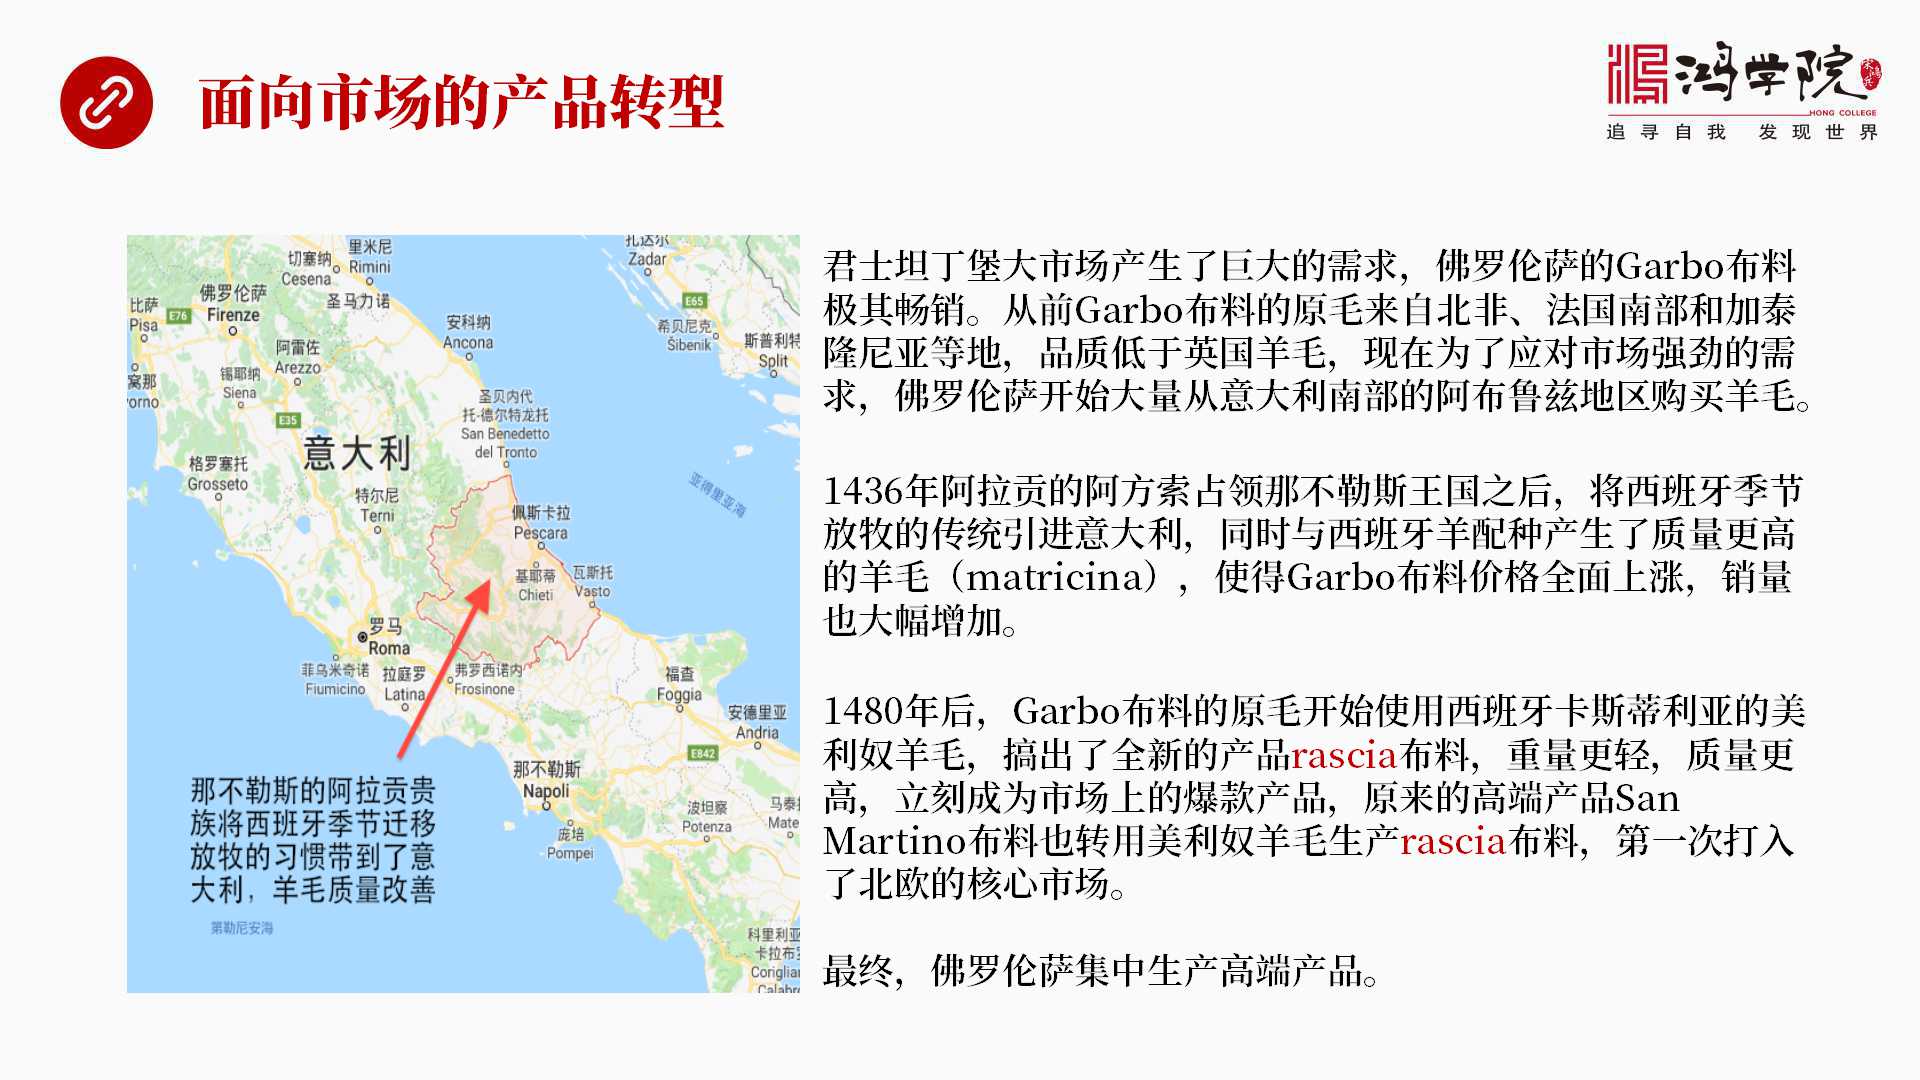 面向市场的产品转型
鸿学院
宋鸿兵
HONG COLLEGE
追寻自我 发现世界
君士坦丁堡大市场产生了巨大的需求，佛罗伦萨的Garbo布料
极其畅销。从前Garbo布料的原毛来自北非、法国南部和加泰
隆尼亚等地，品质低于英国羊毛，现在为了应对市场强劲的需
求，佛罗伦萨开始大量从意大利南部的阿布鲁兹地区购买羊毛。
1436年阿拉贡的阿方索占领那不勒斯王国之后，将西班牙季节
放牧的传统引进意大利，同时与西班牙羊配种产生了质量更高
的羊毛（matricina），使得Garbo布料价格全面上涨，销量
也大幅增加。
1480年后，Garbo布料的原毛开始使用西班牙卡斯蒂利亚的美
利奴羊毛，搞出了全新的产品rascia布料，重量更轻，质量更
高，立刻成为市场上的爆款产品，原来的高端产品San
Martino布料也转用美利奴羊毛生产rascia布料，第一次打入
了北欧的核心市场。
最终，佛罗伦萨集中生产高端产品。
切塞纳
Cesena
里米尼
Rimini
扎达尔
Zadar
比萨
Pisa
E76
佛罗伦萨
Firenze
圣马力诺
E65
安科纳
Ancona
希贝尼克
Šibenik
斯普利特
Split
阿雷佐
Arezzo
窝那
orno
锡耶纳
Siena
E35
圣贝内代
托-德尔特龙托
San Benedetto
del Tronto
意大利
格罗塞托
Grosseto
特尔尼
Terni
亚得里亚海
佩斯卡拉
Pescara
基耶蒂
Chieti
瓦斯托
Vasto
罗马
Roma
菲乌米奇诺
Fiumicino
拉庭罗
Latina
弗罗西诺内
Frosinone
福查
Foggia
安德里亚
Andria
E842
那不勒斯
Napoli
波坦察
Potenza
马泰拉
Mate
庞培
Pompei
那不勒斯的阿拉贡贵
族将西班牙季节迁移
放牧的习惯带到了意
大利，羊毛质量改善
第勒尼安海
科里利亚
卡拉布罗
Coriglian
Calabr